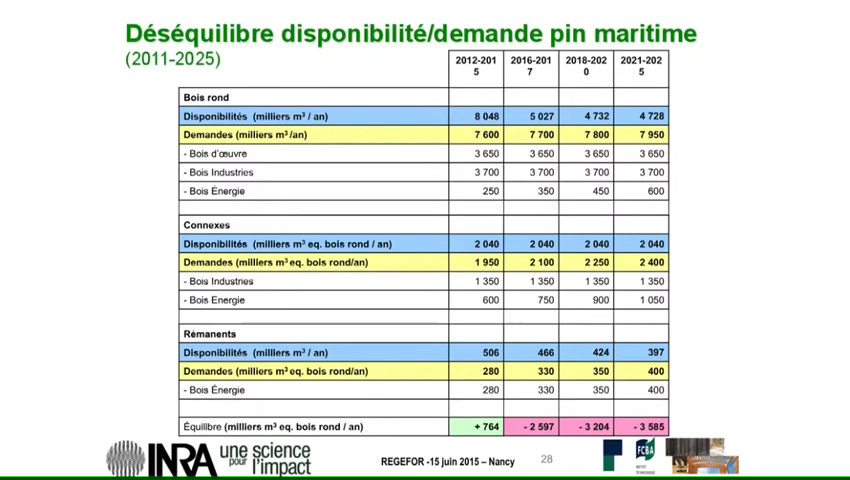 Déséquilibre disponibilité/demande pin maritime
(2011-2025)
2012-2015 2016-2017 2018-2020 2021-2025
Bois rond
Disponibilités (milliers m³ / an) 8 048 5 027 4 732 4 728
Demandes (milliers m³ /an) 7 600 7 700 7 800 7 950
- Bois d'œuvre 3 650 3 650 3 650 3 650
- Bois Industries 3 700 3 700 3 700 3 700
- Bois Énergie 250 350 450 600
Connexes
Disponibilités (milliers m³ eq. bois rond / an) 2 040 2 040 2 040 2 040
Demandes (milliers m³ eq. bois rond/an) 1 950 2 100 2 250 2 400
- Bois Industries 1 350 1 350 1 350 1 350
- Bois Energie 600 750 900 1 050
Rémanents
Disponibilités (milliers m³ / an) 506 466 424 397
Demandes (milliers m³ eq. bois rond/an) 280 330 350 400
- Bois Énergie 280 330 350 400
Équilibre (milliers m³ eq. bois rond / an) + 764 - 2 597 - 3 204 - 3 585
INRA
une science
pour l'impact
REGEFOR -15 juin 2015 – Nancy
28
FCBA